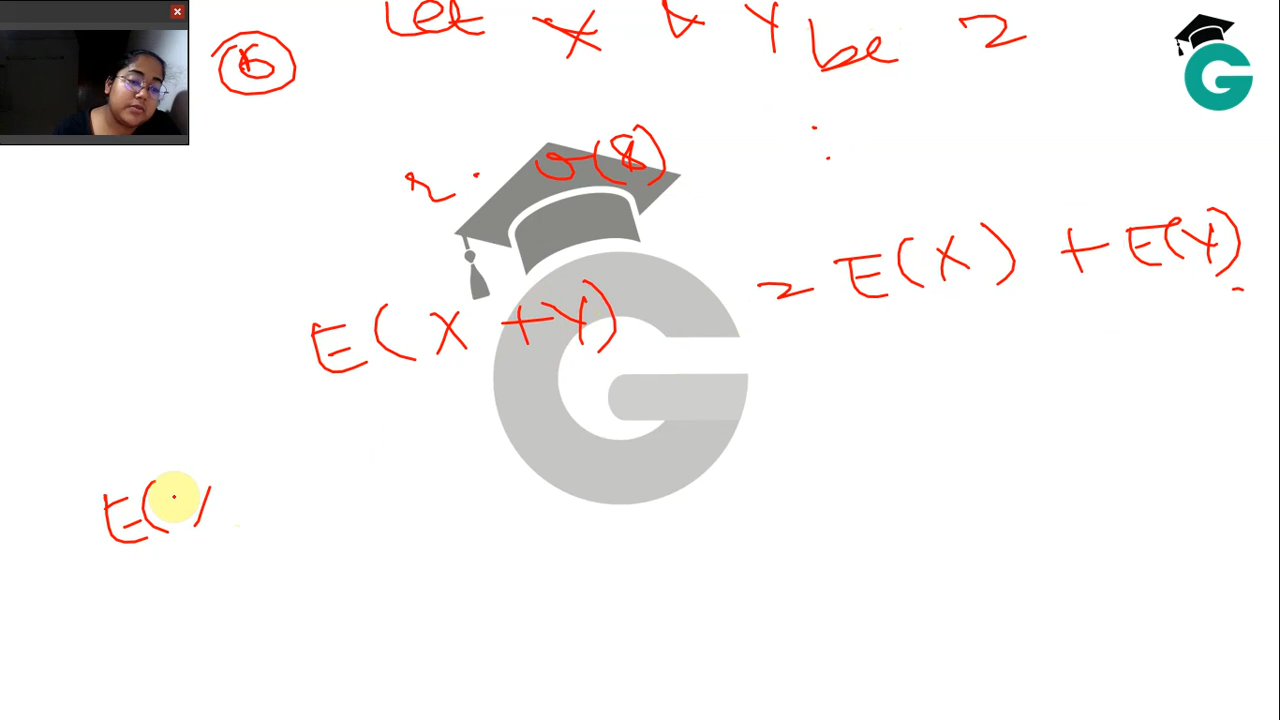 ⑥ Let X & Y be 2
r. v(s) :
E(X + Y) = E(X) + E(Y).
E(